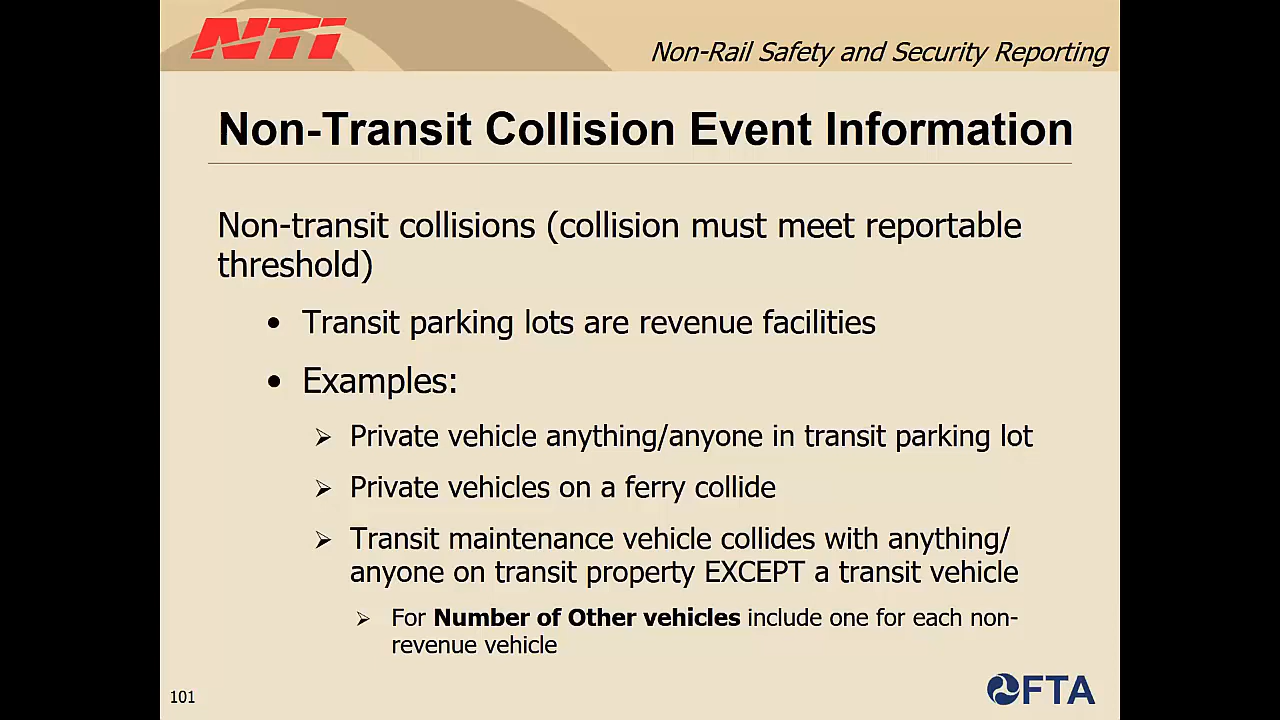 NTI
Non-Rail Safety and Security Reporting
Non-Transit Collision Event Information
Non-transit collisions (collision must meet reportable
threshold)
• Transit parking lots are revenue facilities
• Examples:
➢ Private vehicle anything/anyone in transit parking lot
➢ Private vehicles on a ferry collide
➢ Transit maintenance vehicle collides with anything/
anyone on transit property EXCEPT a transit vehicle
➢ For Number of Other vehicles include one for each non-
revenue vehicle
101
FTA